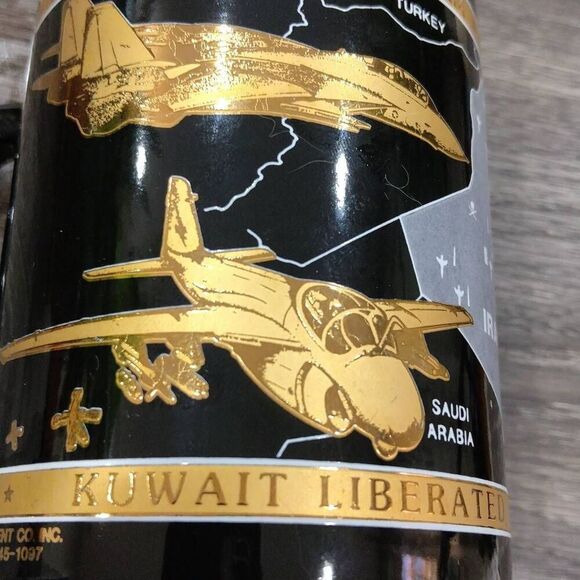 TURKEY
IR
SAUDI
ARABIA
KUWAIT LIBERATED
ENT CO. INC.
45-1097